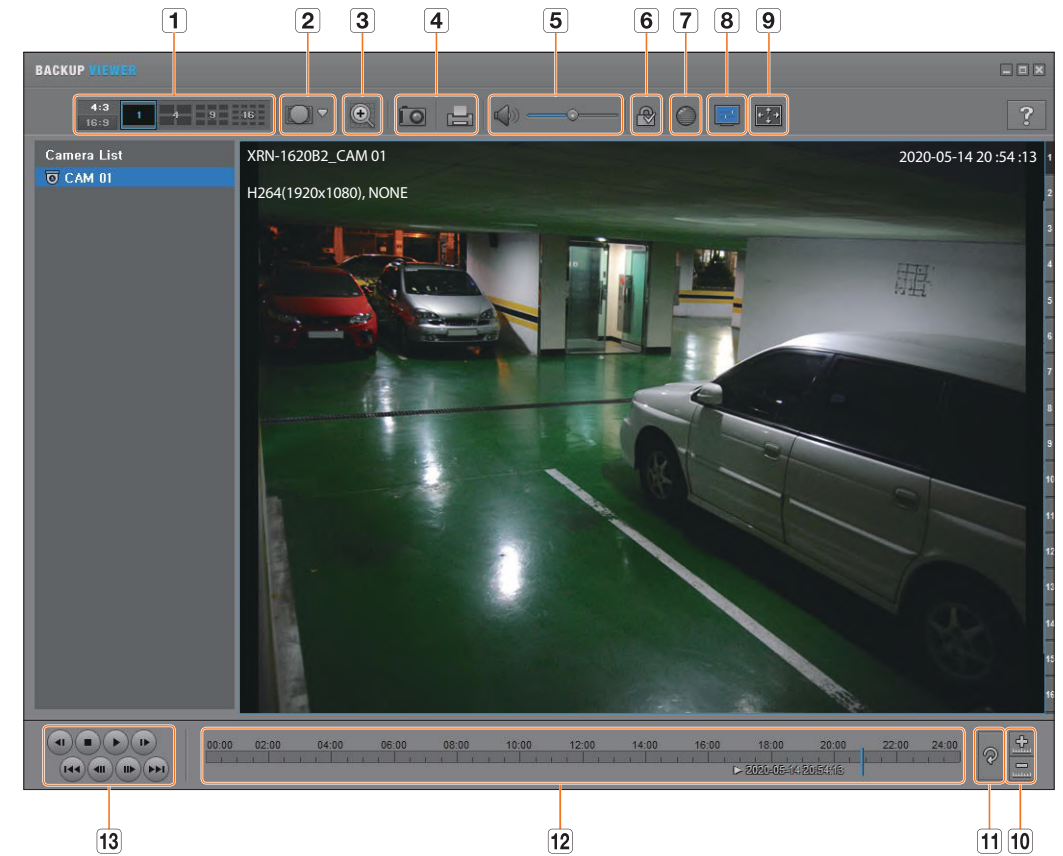 1 2 3 4 5 6 7 8 9
BACKUP VIEWER
4:3
16:9
1 4 9 16
?
Camera List
CAM 01
XRN-1620B2_CAM 01
2020-05-14 20 :54 :13
H264(1920x1080), NONE
1
2
3
4
5
6
7
8
9
10
11
12
13
14
15
16
00:00 02:00 04:00 06:00 08:00 10:00 12:00 14:00 16:00 18:00 20:00 22:00 24:00
2020-05-14 20:54:13
13 12 11 10